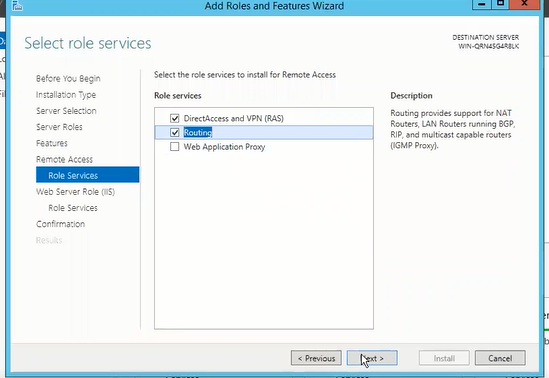 Add Roles and Features Wizard
Select role services
DESTINATION SERVER
WIN-QRN45G4R8LK
Before You Begin
Installation Type
Server Selection
Server Roles
Features
Remote Access
Role Services
Web Server Role (IIS)
Role Services
Confirmation
Results
Select the role services to install for Remote Access
Role services
DirectAccess and VPN (RAS)
Routing
Web Application Proxy
Description
Routing provides support for NAT
Routers, LAN Routers running BGP,
RIP, and multicast capable routers
(IGMP Proxy).
< Previous
Next >
Install
Cancel